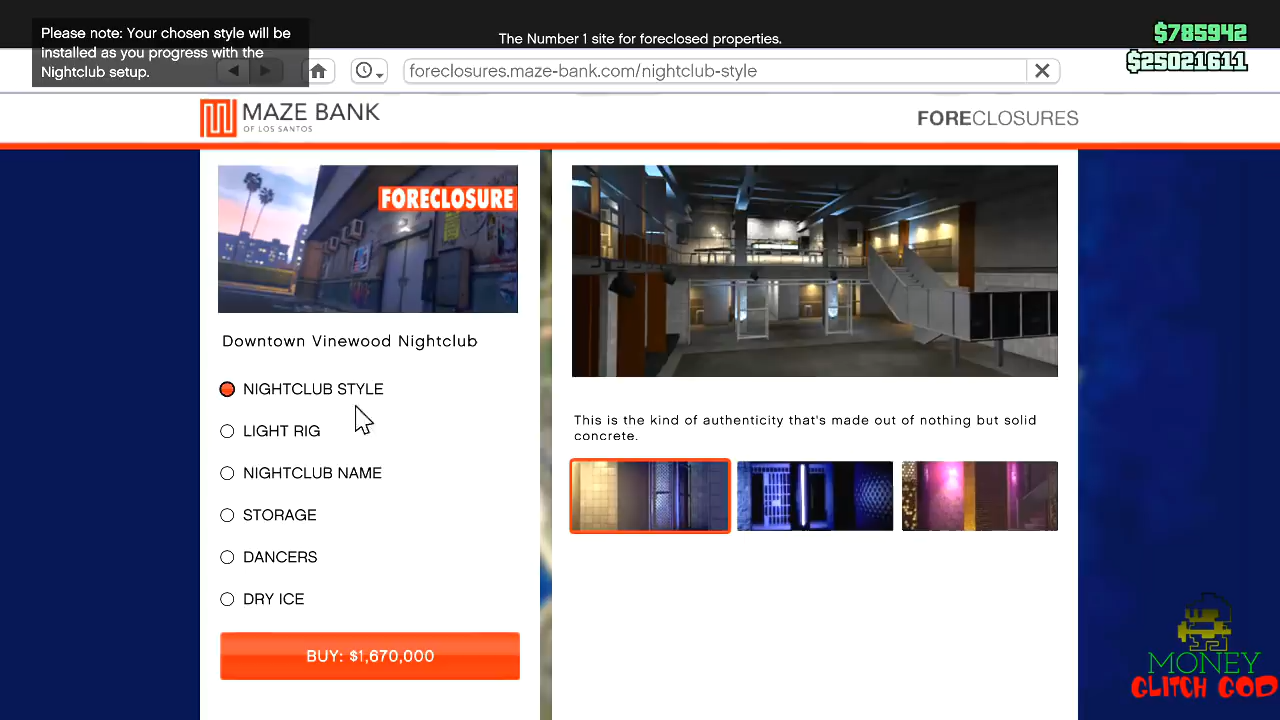 Please note: Your chosen style will be
installed as you progress with the
Nightclub setup.
The Number 1 site for foreclosed properties.
$785942
$25021611
foreclosures.maze-bank.com/nightclub-style
MAZE BANK
OF LOS SANTOS
FORECLOSURES
FORECLOSURE
Downtown Vinewood Nightclub
NIGHTCLUB STYLE
LIGHT RIG
NIGHTCLUB NAME
STORAGE
DANCERS
DRY ICE
BUY: $1,670,000
This is the kind of authenticity that's made out of nothing but solid
concrete.
MONEY
GLITCH GOD